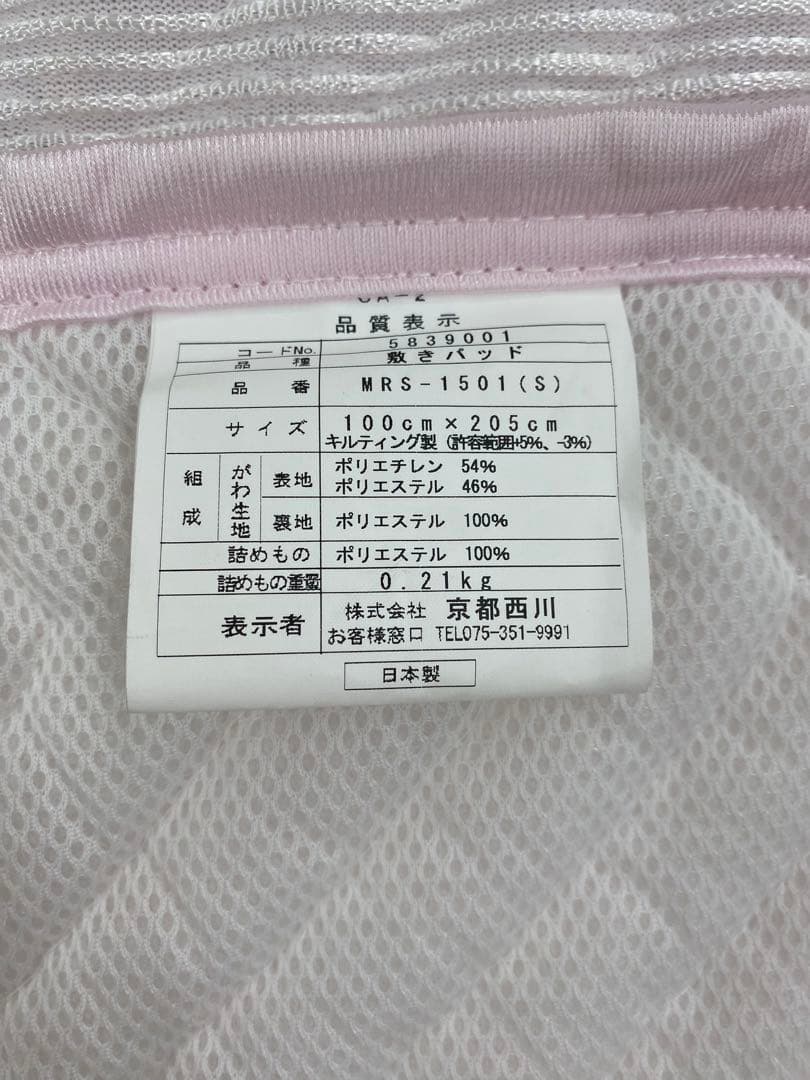 CA-2
品質表示
コードNo. 5839001
品種 敷きパッド
品番 MRS-1501(S)
サイズ 100cm×205cm
キルティング製(許容範囲+5%、-3%)
組成 がわ生地 表地 ポリエチレン 54%
ポリエステル 46%
裏地 ポリエステル 100%
詰めもの ポリエステル 100%
詰めもの重量 0.21kg
表示者 株式会社 京都西川
お客様窓口 TEL075-351-9991
日本製